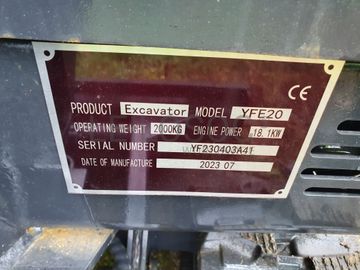 CE
PRODUCT Excavator MODEL YFE20
OPERATING WEIGHT 2000KG ENGINE POWER 18.1KW
SERIAL NUMBER YF230403A41
DATE OF MANUFACTURE 2023 07